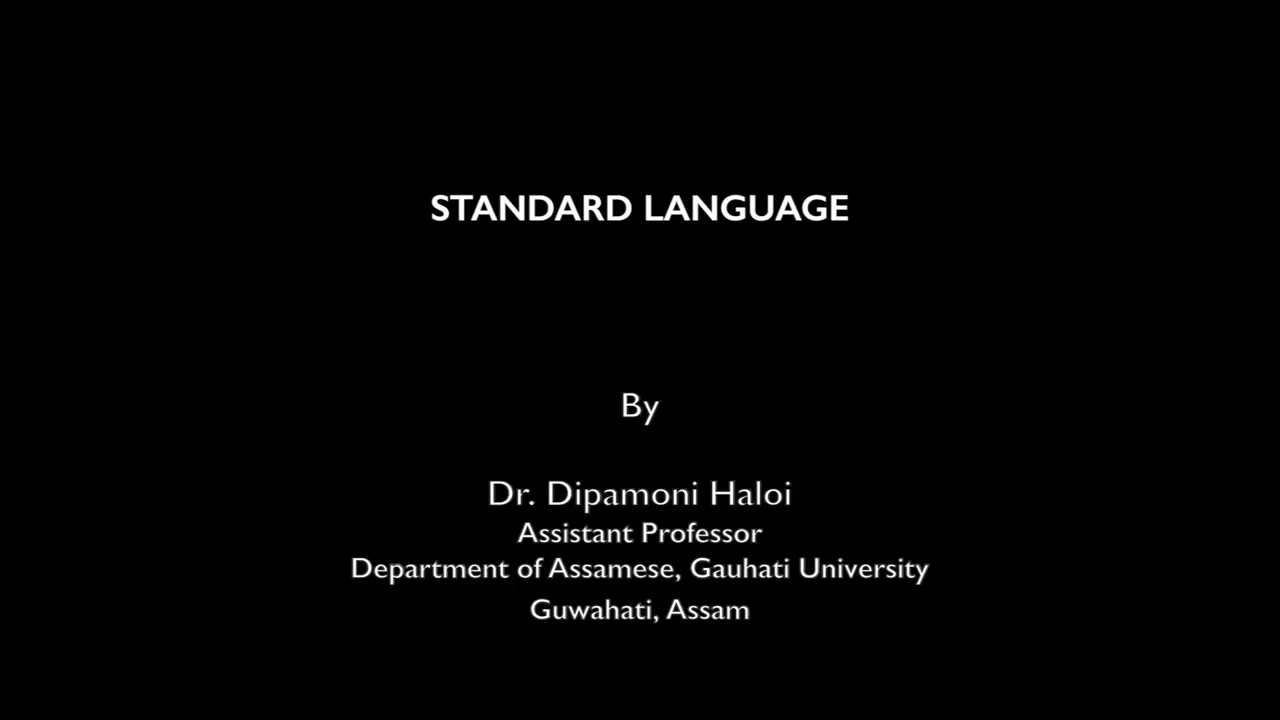 STANDARD LANGUAGE
By
Dr. Dipamoni Haloi
Assistant Professor
Department of Assamese, Gauhati University
Guwahati, Assam